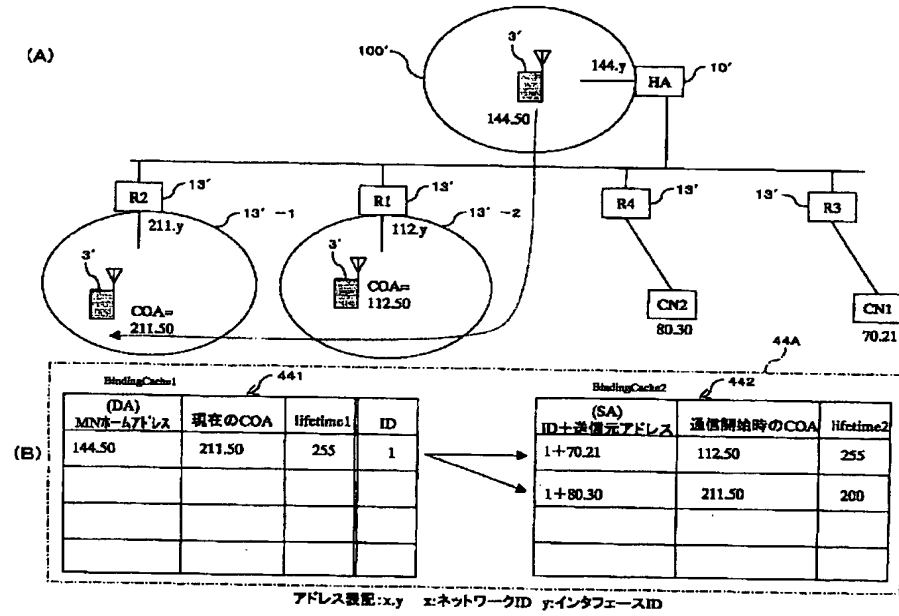 (A)
100'
3'
144.y
HA
10'
144.50
R2
13'
R1
13'
R4
13'
13'
R3
211.y
13'-1
112.y
13'-2
3'
COA=
211.50
3'
COA=
112.50
CN2
80.30
CN1
70.21
44A
(B)
BindingCache1
441
(DA)
MNホームアドレス
現在のCOA
lifetime1
ID
144.50
211.50
255
1
BindingCache2
442
(SA)
ID+送信元アドレス
通信開始時のCOA
lifetime2
1+70.21
112.50
255
1+80.30
211.50
200
アドレス表記:x.y x:ネットワークID y:インタフェースID